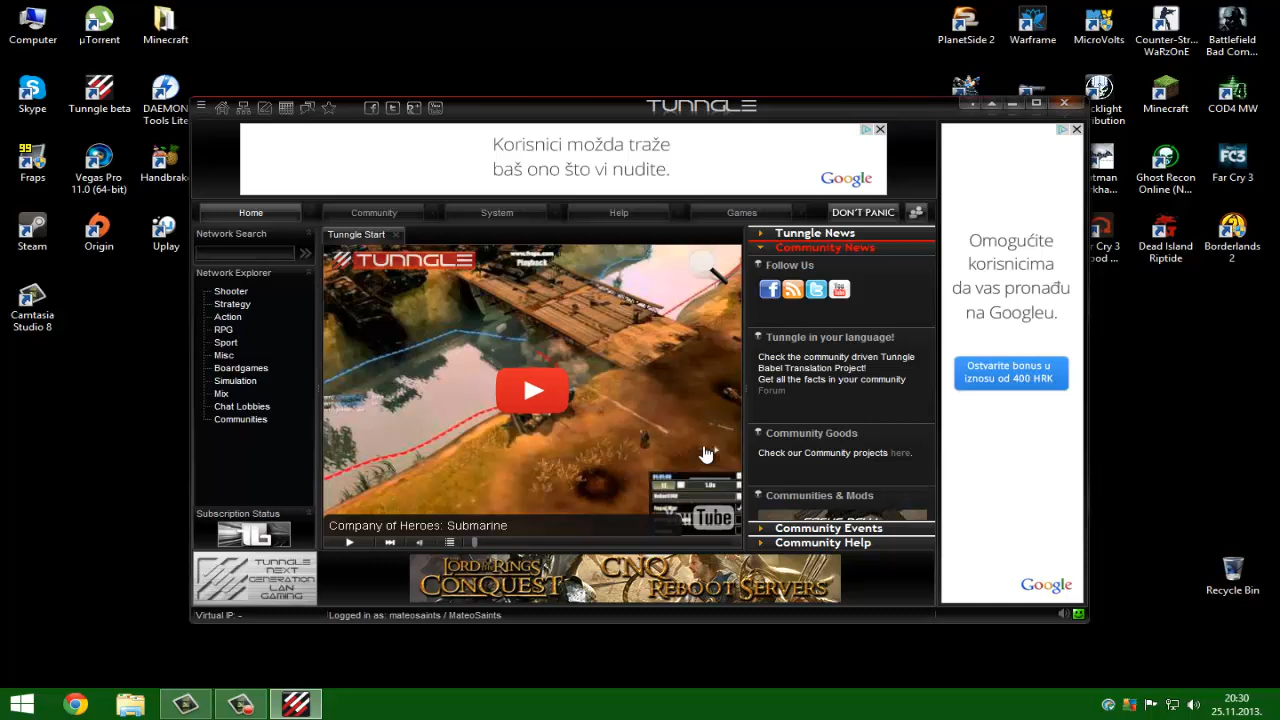 Computer
µTorrent
Minecraft
PlanetSide 2
Warframe
MicroVolts
Counter-Str...
WaRzOnE
Battlefield
Bad Com...
Skype
Tunngle beta
DAEMON
Tools Lite
TUNNGLE
Minecraft
COD4 MW
Korisnici možda traže
baš ono što vi nudite.
Google
99
Fraps
Vegas Pro
11.0 (64-bit)
Ghost Recon
Online (N...
FC3
Far Cry 3
Steam
Origin
Uplay
Dead Island
Riptide
Borderlands
2
Camtasia
Studio 8
Home
Community
System
Help
Games
DON'T PANIC
Network Search
Network Explorer
Shooter
Strategy
Action
RPG
Sport
Misc
Boardgames
Simulation
Mix
Chat Lobbies
Communities
Subscription Status
TUNNGLE
NEXT
GENERATION
LAN
GAMING
Tunngle Start
TUNNGLE
Playback
Company of Heroes: Submarine
YouTube
Tunngle News
Community News
Follow Us
Tunngle in your language!
Check the community driven Tunngle
Babel Translation Project!
Get all the facts in your community
Forum
Community Goods
Check our Community projects here.
Communities & Mods
Community Events
Community Help
LORD OF THE RINGS
CONQUEST
CNQ
REBOOT SERVERS
Omogućite
korisnicima
da vas pronađu
na Googleu.
Ostvarite bonus u
iznosu od 400 HRK
Google
Recycle Bin
Virtual IP: -
Logged in as: mateosaints / MateoSaints
20:30
25.11.2013.